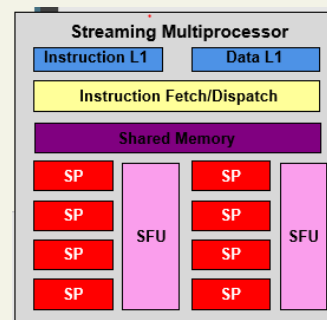 Streaming Multiprocessor
Instruction L1 Data L1
Instruction Fetch/Dispatch
Shared Memory
SP SP
SP SP
SFU SFU
SP SP
SP SP